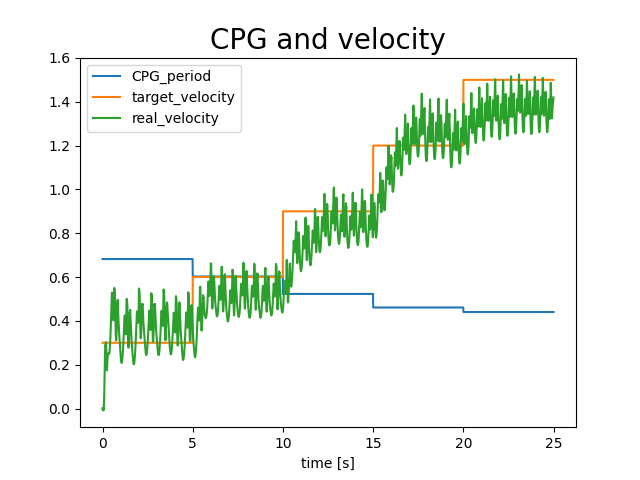 CPG and velocity
1.6
1.4
1.2
1.0
0.8
0.6
0.4
0.2
0.0
CPG_period
target_velocity
real_velocity
0 5 10 15 20 25
time [s]